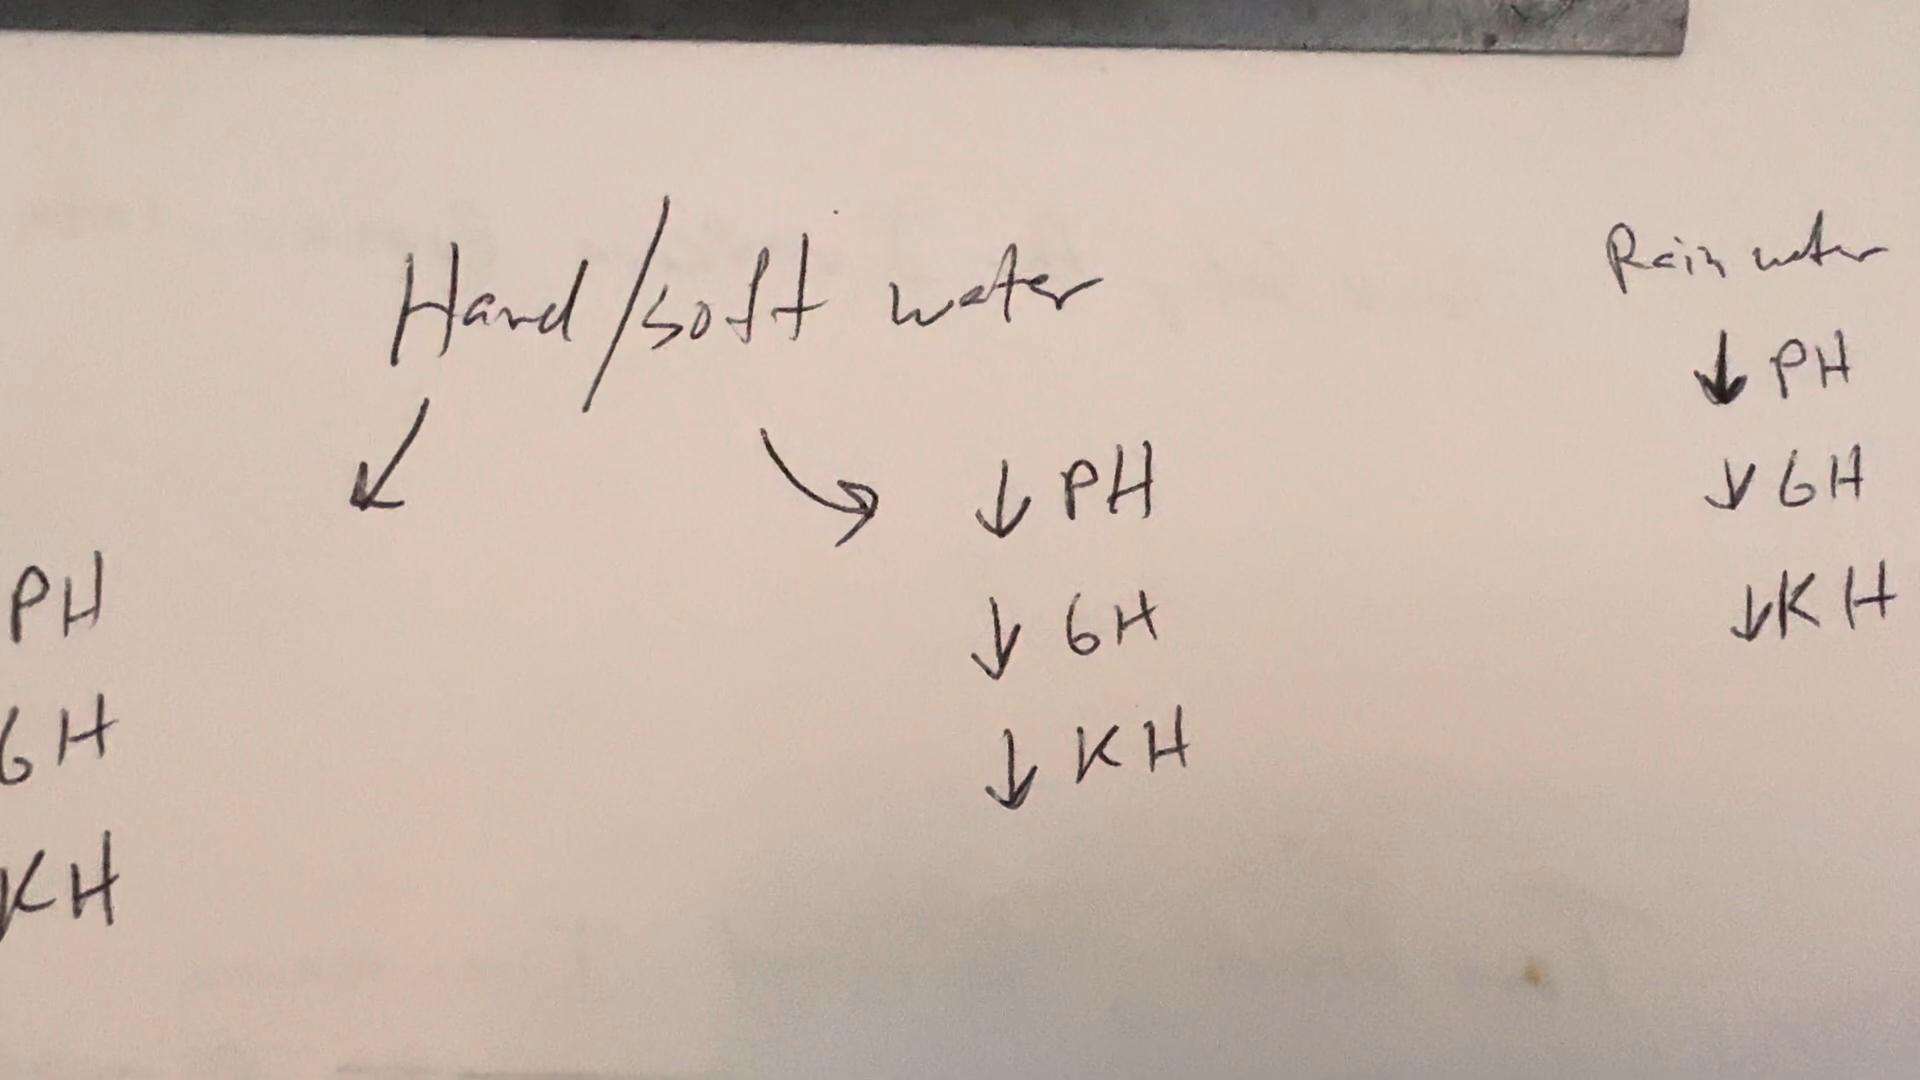 Hard/soft water
Rain water
↓ PH
↓ GH
↓ KH
↓ PH
↓ GH
↓ KH
PH
GH
KH